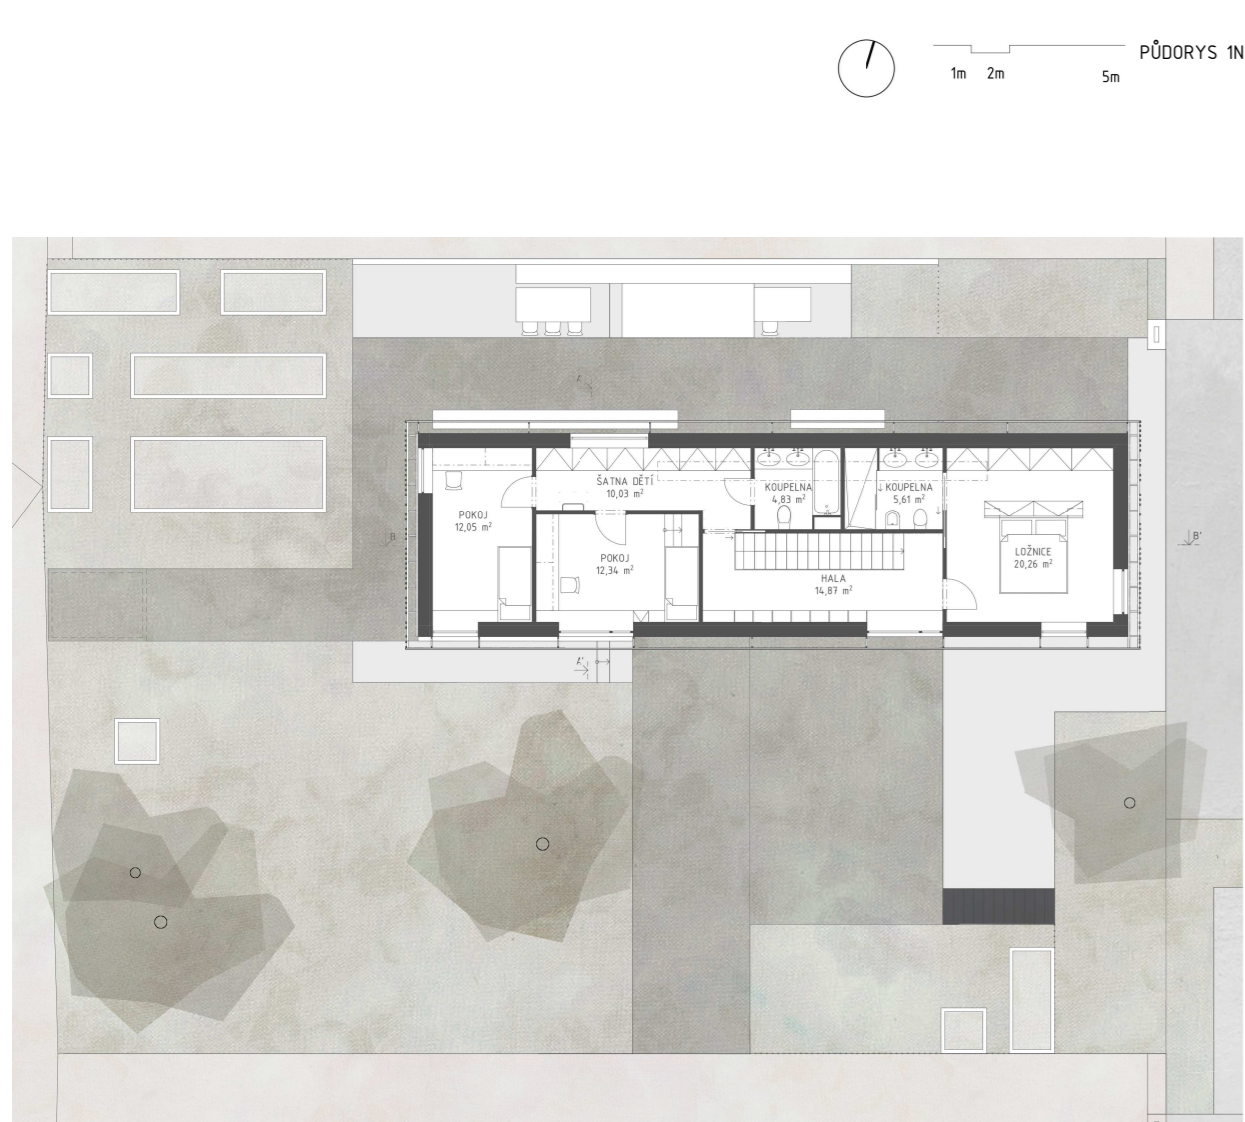 PŮDORYS 1N
1m 2m 5m
ŠATNA DĚTÍ
10,03 m²
KOUPELNA
4,83 m²
KOUPELNA
5,61 m²
POKOJ
12,05 m²
B
B'
POKOJ
12,34 m²
LOŽNICE
20,26 m²
HALA
14,87 m²
A'